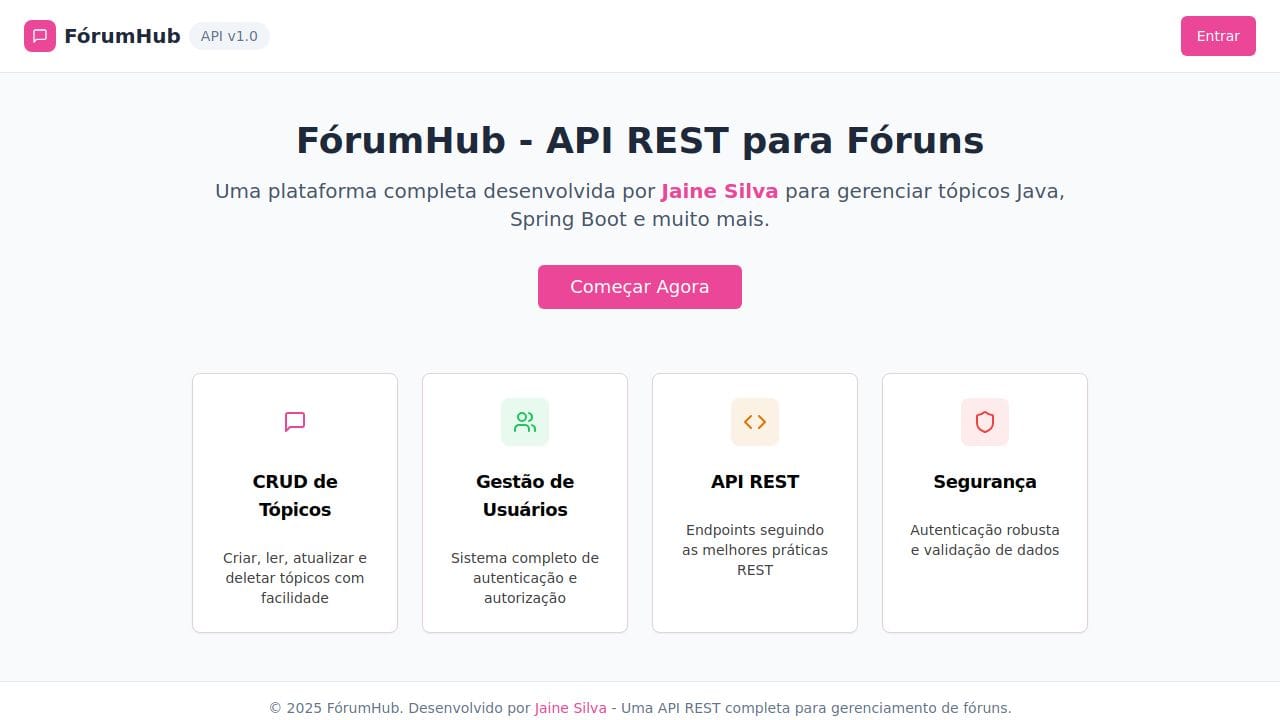 FórumHub
API v1.0
Entrar
FórumHub - API REST para Fóruns
Uma plataforma completa desenvolvida por Jaine Silva para gerenciar tópicos Java,
Spring Boot e muito mais.
Começar Agora
CRUD de
Tópicos
Criar, ler, atualizar e
deletar tópicos com
facilidade
Gestão de
Usuários
Sistema completo de
autenticação e
autorização
API REST
Endpoints seguindo
as melhores práticas
REST
Segurança
Autenticação robusta
e validação de dados
© 2025 FórumHub. Desenvolvido por Jaine Silva - Uma API REST completa para gerenciamento de fóruns.